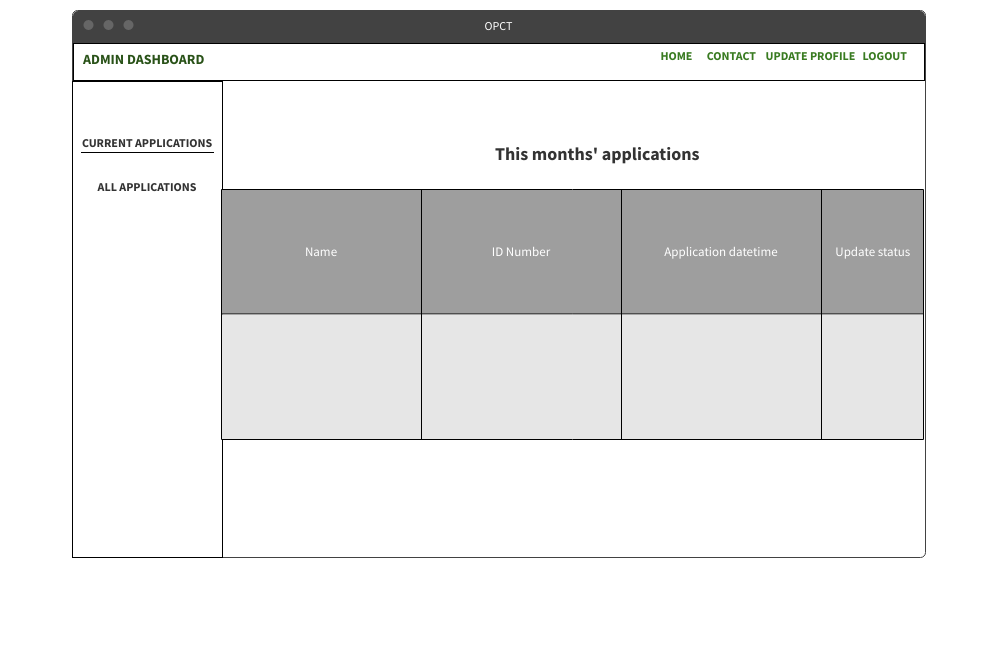 OPCT
ADMIN DASHBOARD
HOME CONTACT UPDATE PROFILE LOGOUT
CURRENT APPLICATIONS
This months' applications
ALL APPLICATIONS
Name ID Number Application datetime Update status